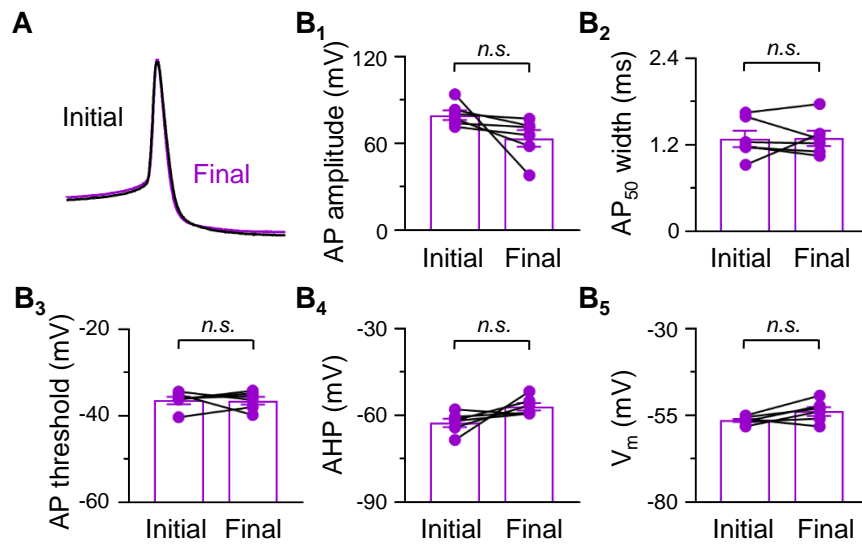 A
Initial
Final
B1
AP amplitude (mV)
120
60
0
n.s.
Initial Final
B2
AP50 width (ms)
2.4
1.2
0
n.s.
Initial Final
B3
AP threshold (mV)
-20
-40
-60
n.s.
Initial Final
B4
AHP (mV)
-30
-60
-90
n.s.
Initial Final
B5
Vm (mV)
-30
-55
-80
n.s.
Initial Final